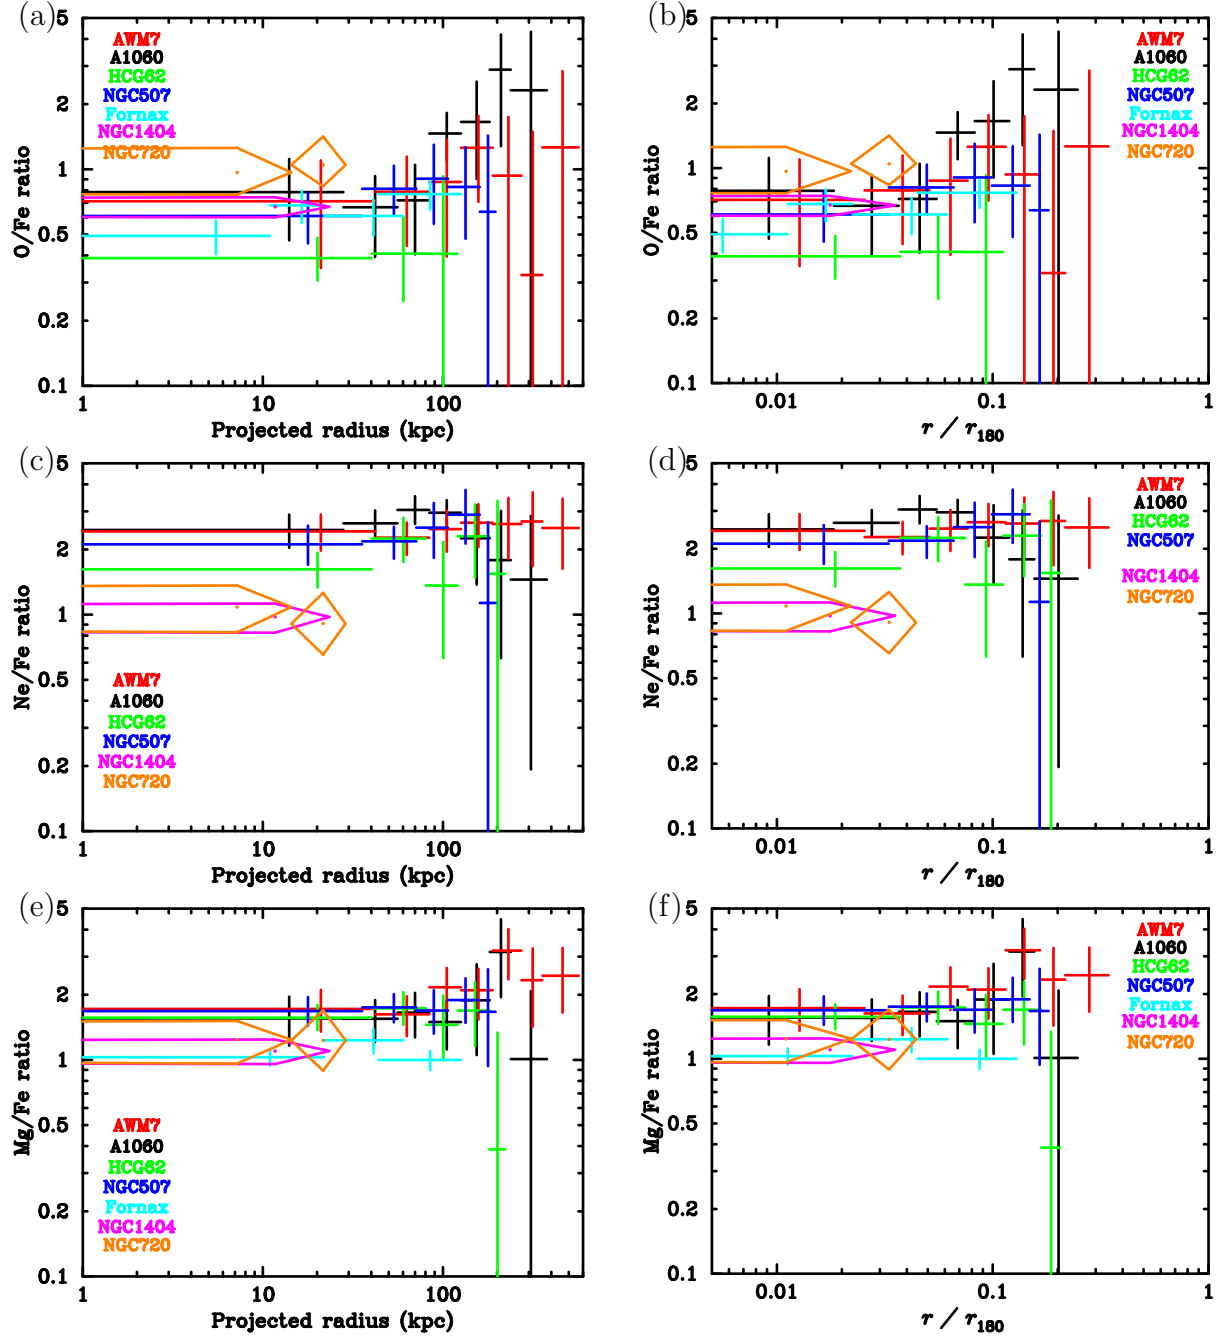 (a)
5
2
1
0.5
0.2
0.1
O/Fe ratio
AWM7
A1060
HCG62
NGC507
Fornax
NGC1404
NGC720
1 10 100
Projected radius (kpc)
(b)
5
2
1
0.5
0.2
0.1
O/Fe ratio
AWM7
A1060
HCG62
NGC507
Fornax
NGC1404
NGC720
0.01 0.1 1
r / r180
(c)
5
2
1
0.5
0.2
0.1
Ne/Fe ratio
AWM7
A1060
HCG62
NGC507
NGC1404
NGC720
1 10 100
Projected radius (kpc)
(d)
5
2
1
0.5
0.2
0.1
Ne/Fe ratio
AWM7
A1060
HCG62
NGC507
NGC1404
NGC720
0.01 0.1 1
r / r180
(e)
5
2
1
0.5
0.2
0.1
Mg/Fe ratio
AWM7
A1060
HCG62
NGC507
Fornax
NGC1404
NGC720
1 10 100
Projected radius (kpc)
(f)
5
2
1
0.5
0.2
0.1
Mg/Fe ratio
AWM7
A1060
HCG62
NGC507
Fornax
NGC1404
NGC720
0.01 0.1 1
r / r180